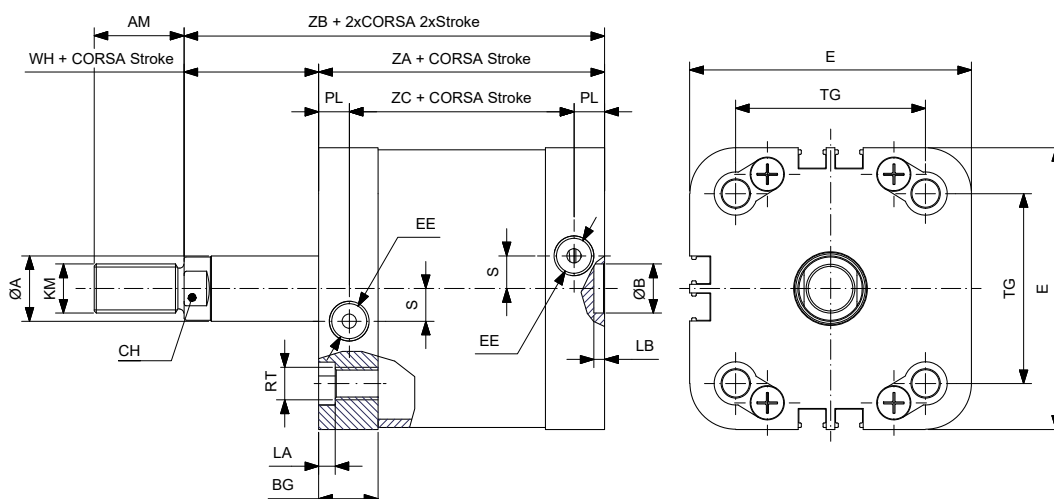 AM
ZB + 2xCORSA 2xStroke
WH + CORSA Stroke
ZA + CORSA Stroke
PL
ZC + CORSA Stroke
PL
E
TG
EE
S
ØA
KM
S
ØB
TG
E
EE
LB
CH
RT
LA
BG